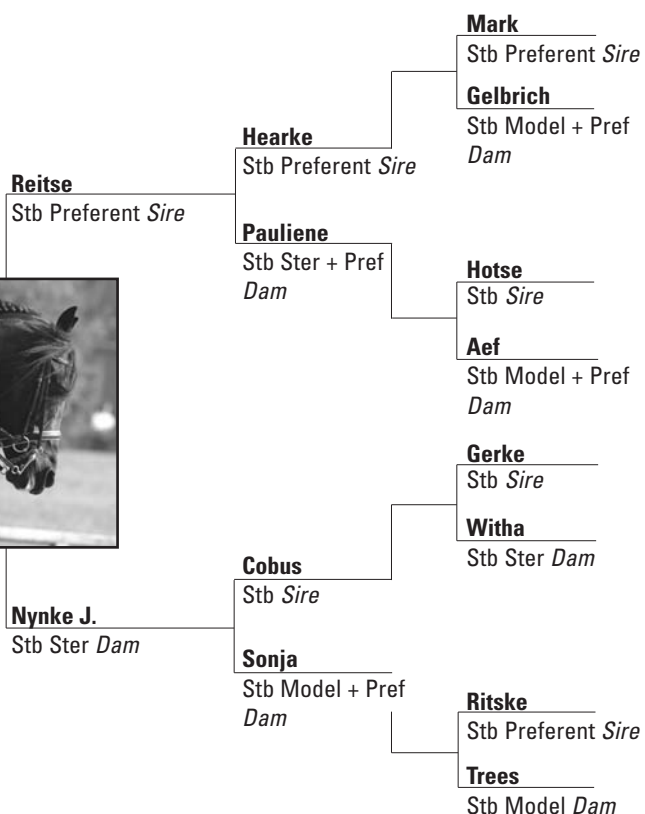 Mark
Stb Preferent Sire
Gelbrich
Stb Model + Pref
Dam
Hearke
Stb Preferent Sire
Reitse
Stb Preferent Sire
Pauliene
Stb Ster + Pref
Dam
Hotse
Stb Sire
Aef
Stb Model + Pref
Dam
Gerke
Stb Sire
Witha
Stb Ster Dam
Cobus
Stb Sire
Nynke J.
Stb Ster Dam
Sonja
Stb Model + Pref
Dam
Ritske
Stb Preferent Sire
Trees
Stb Model Dam